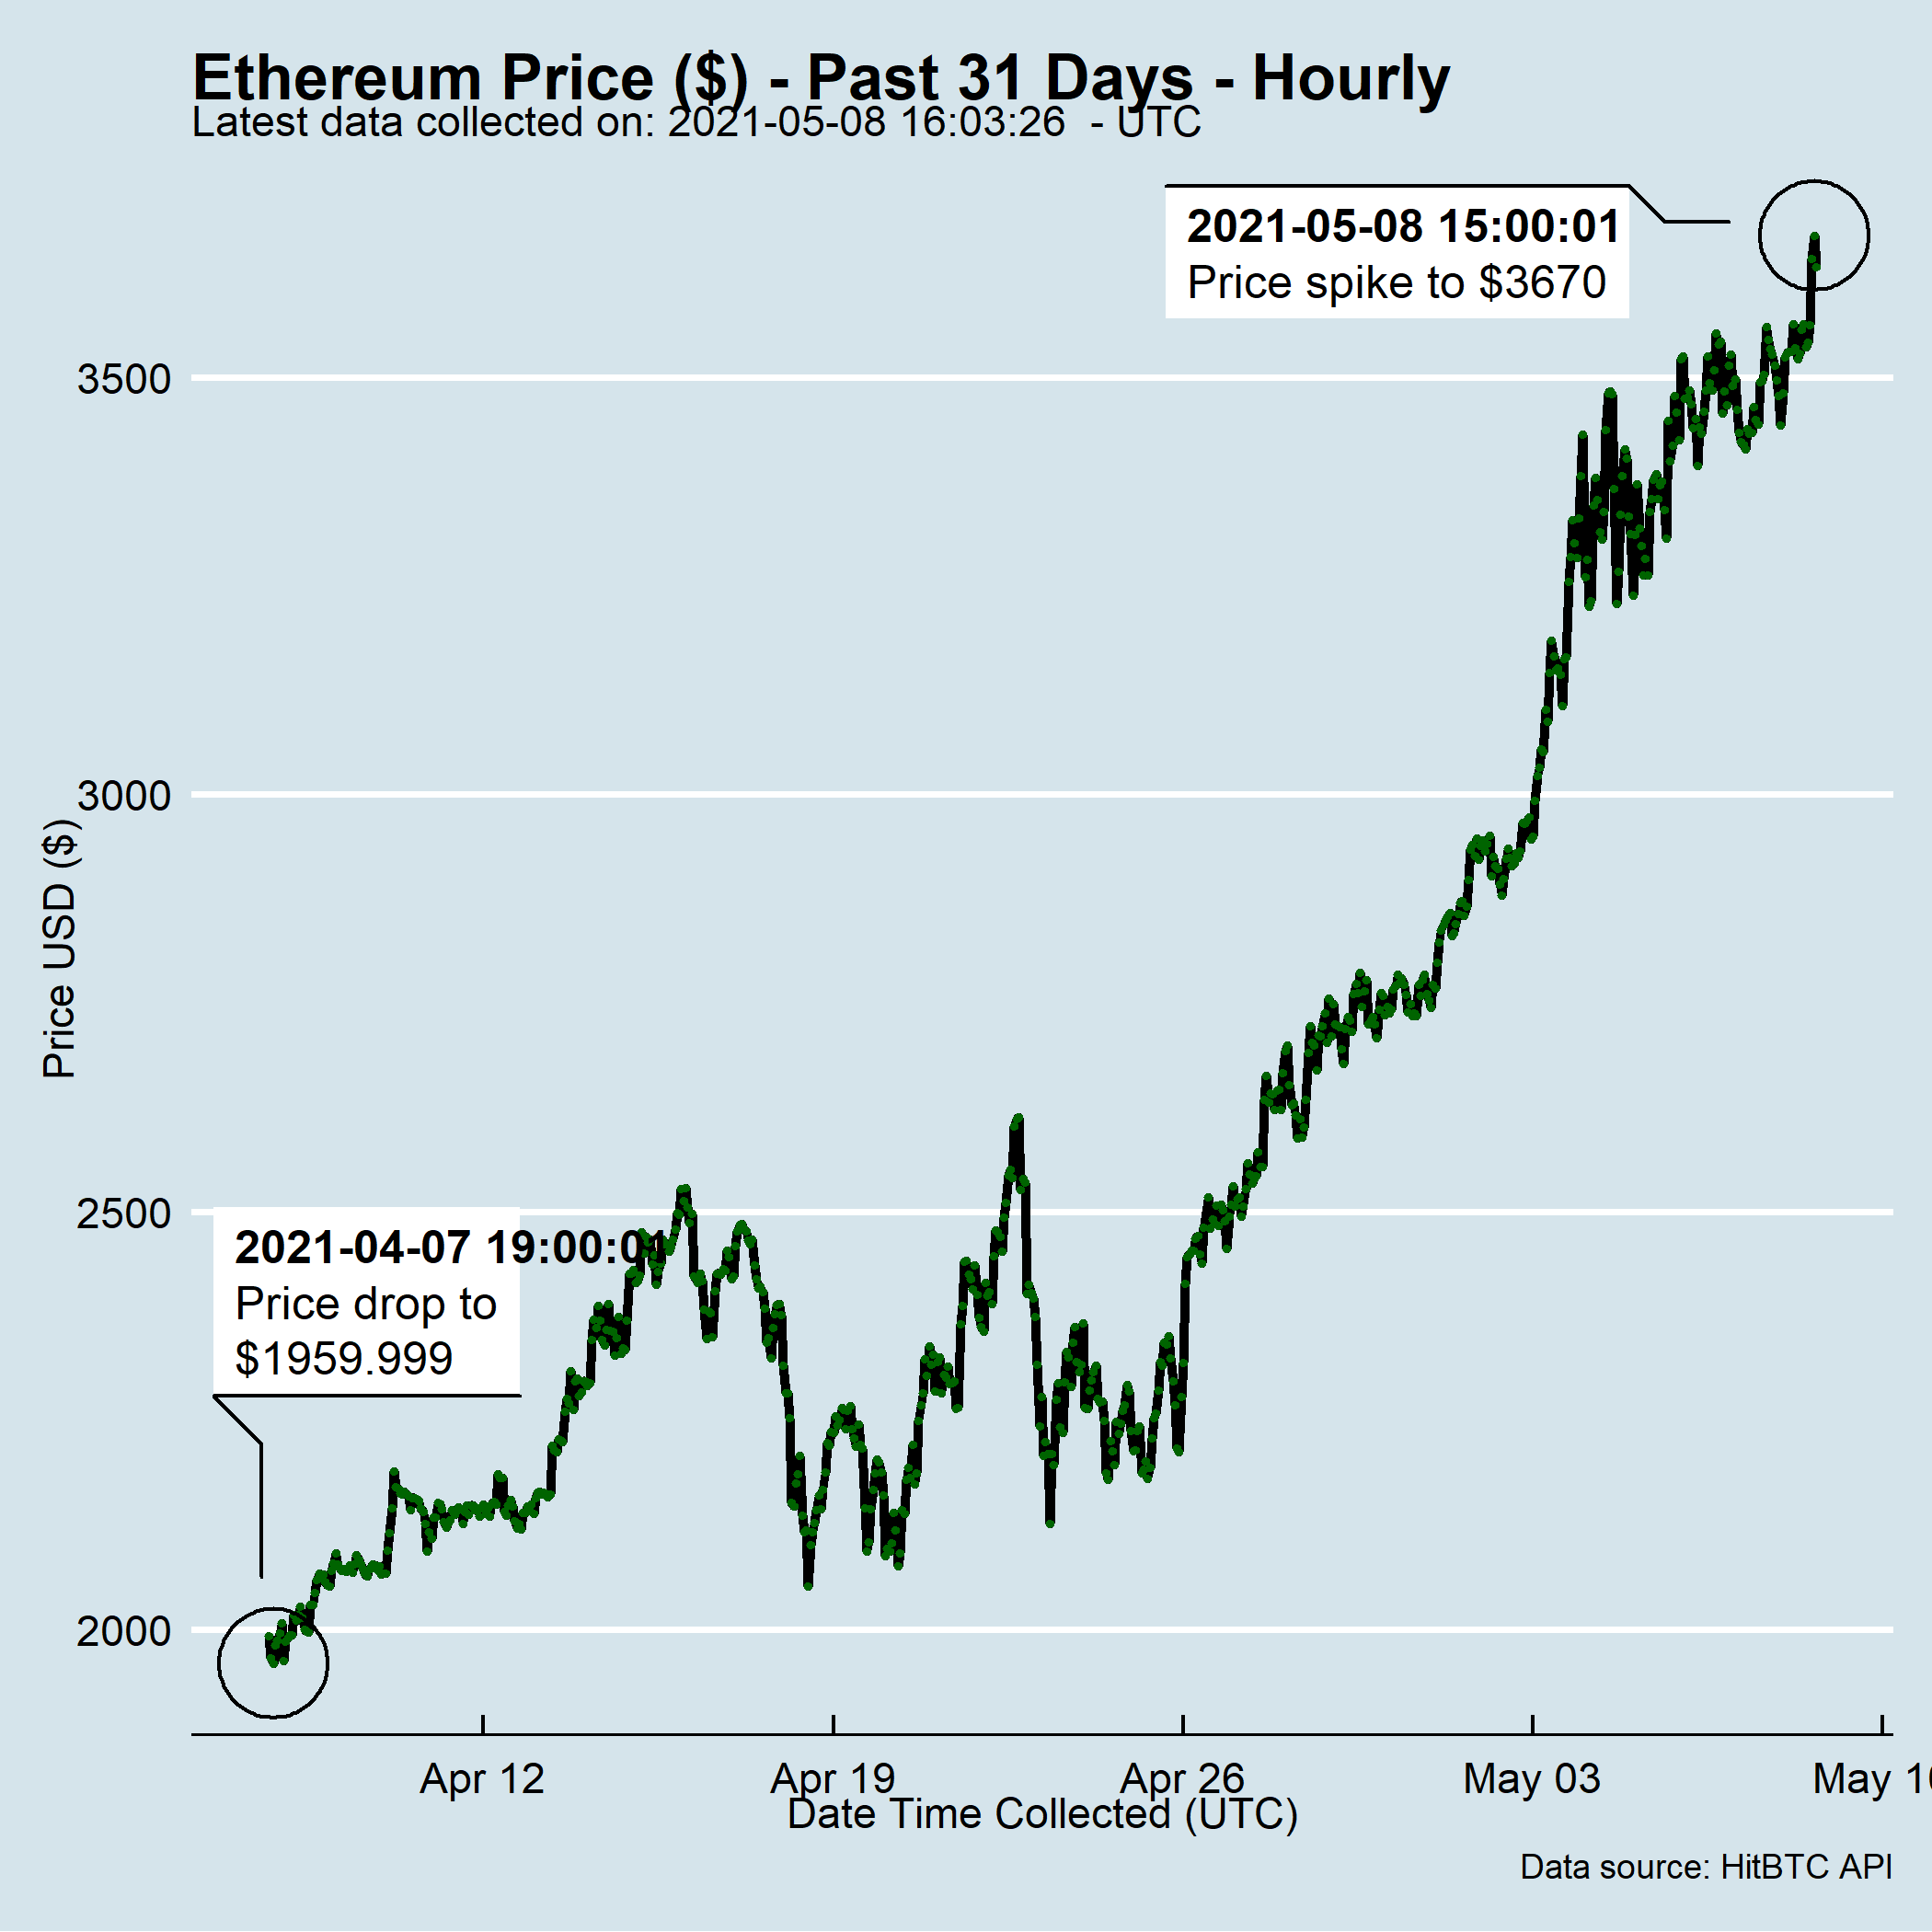 Ethereum Price ($) - Past 31 Days - Hourly
Latest data collected on: 2021-05-08 16:03:26  - UTC
2021-05-08 15:00:01
Price spike to $3670
3500
3000
2500
2000
Price USD ($)
2021-04-07 19:00:01
Price drop to
$1959.999
Apr 12
Apr 19
Apr 26
May 03
May 10
Date Time Collected (UTC)
Data source: HitBTC API